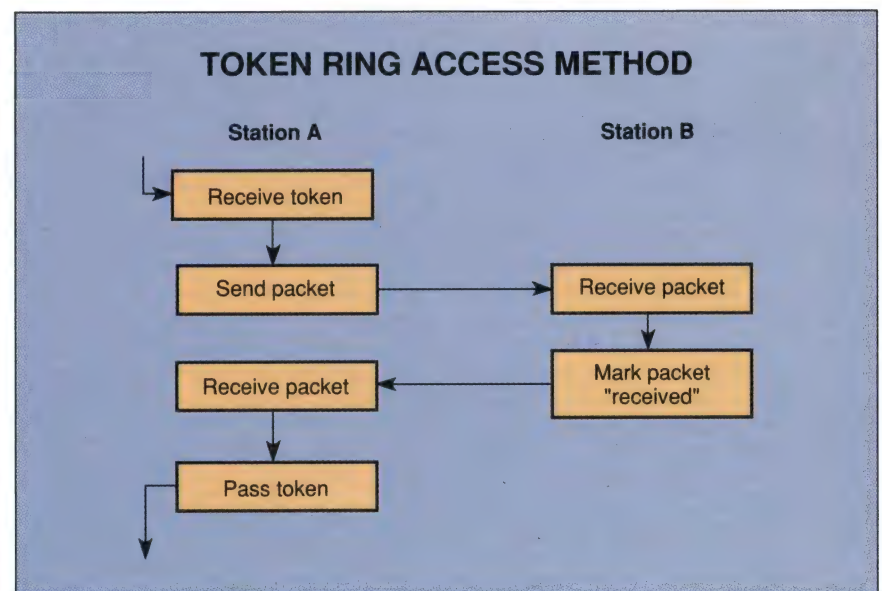 TOKEN RING ACCESS METHOD
Station A
Station B
Receive token
Send packet
Receive packet
Receive packet
Mark packet
"received"
Pass token